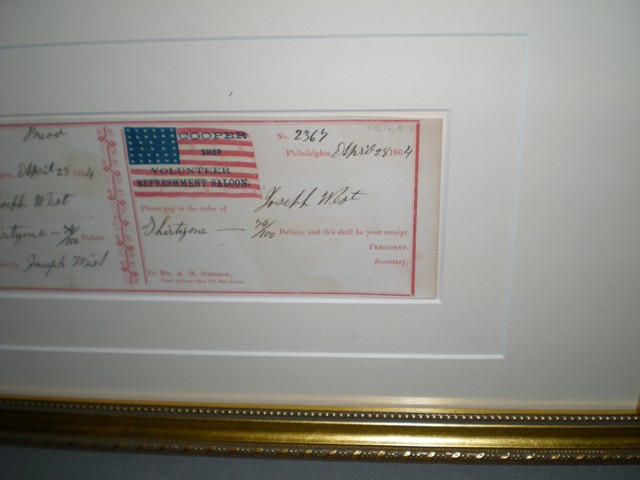 Bread
April 28 1864
Joseph West
Thirtyone — 50/100 Dollars
Joseph West
COOPER
SHOP
VOLUNTEER
REFRESHMENT SALOON.
No. 2367
Philadelphia, April 28 1864
Joseph West
Please pay to the order of
Thirtyone — 50/100 Dollars, and this shall be your receipt.
PRESIDENT.
Secretary,
To MR. A. M. SIMPSON,